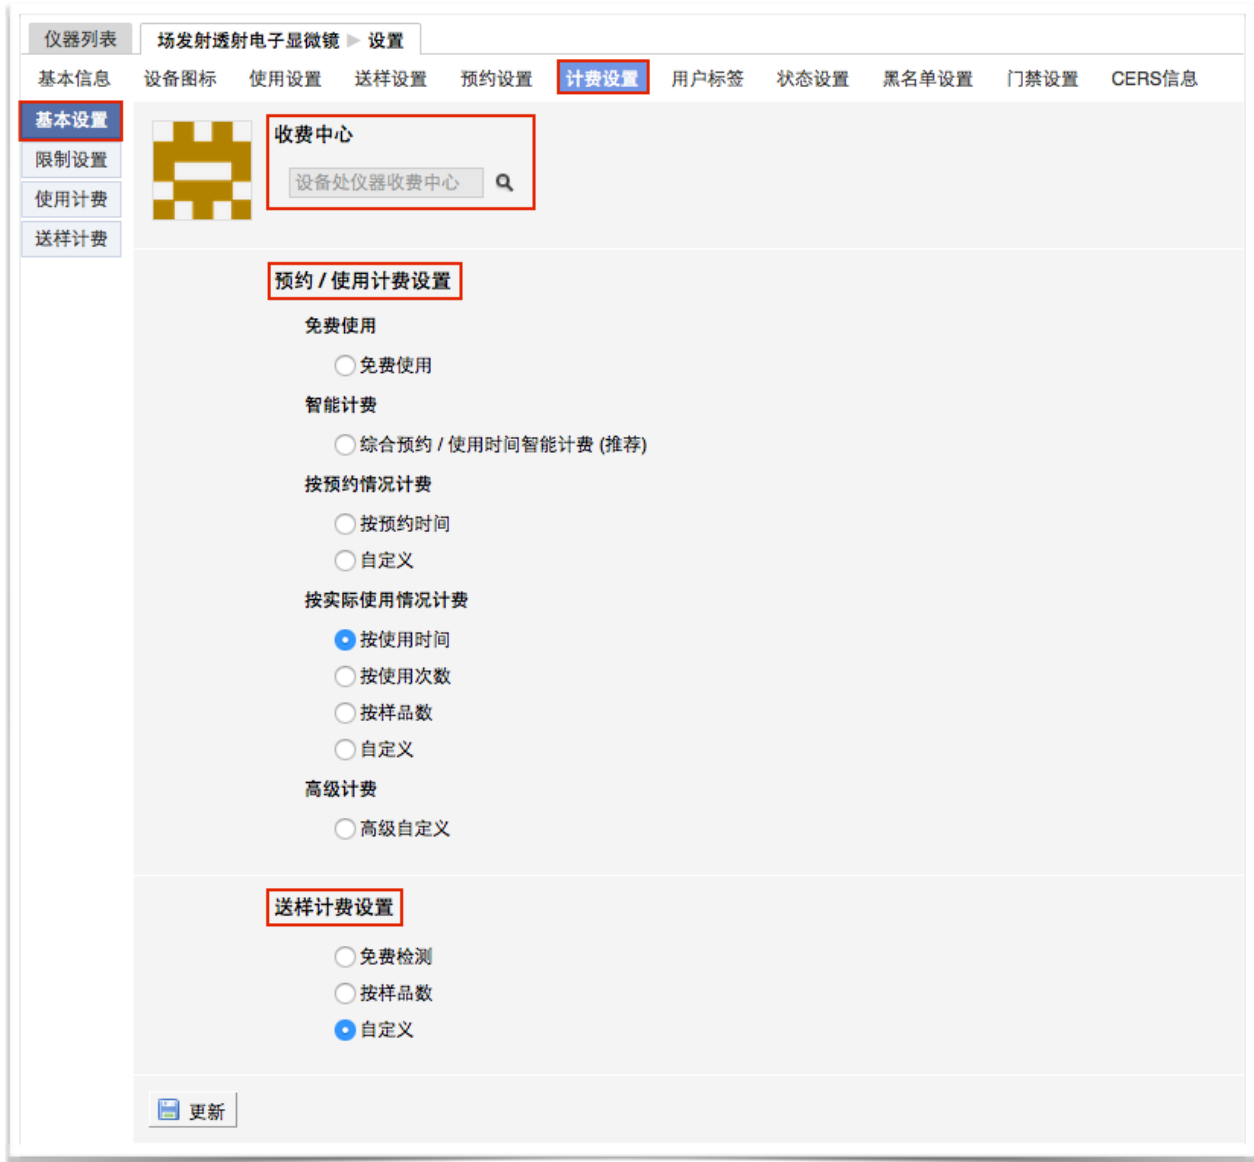 仪器列表 场发射透射电子显微镜 ▶ 设置
基本信息 设备图标 使用设置 送样设置 预约设置 计费设置 用户标签 状态设置 黑名单设置 门禁设置 CERS信息
基本设置
限制设置
使用计费
送样计费
收费中心
设备处仪器收费中心
预约 / 使用计费设置
免费使用
免费使用
智能计费
综合预约 / 使用时间智能计费 (推荐)
按预约情况计费
按预约时间
自定义
按实际使用情况计费
按使用时间
按使用次数
按样品数
自定义
高级计费
高级自定义
送样计费设置
免费检测
按样品数
自定义
更新